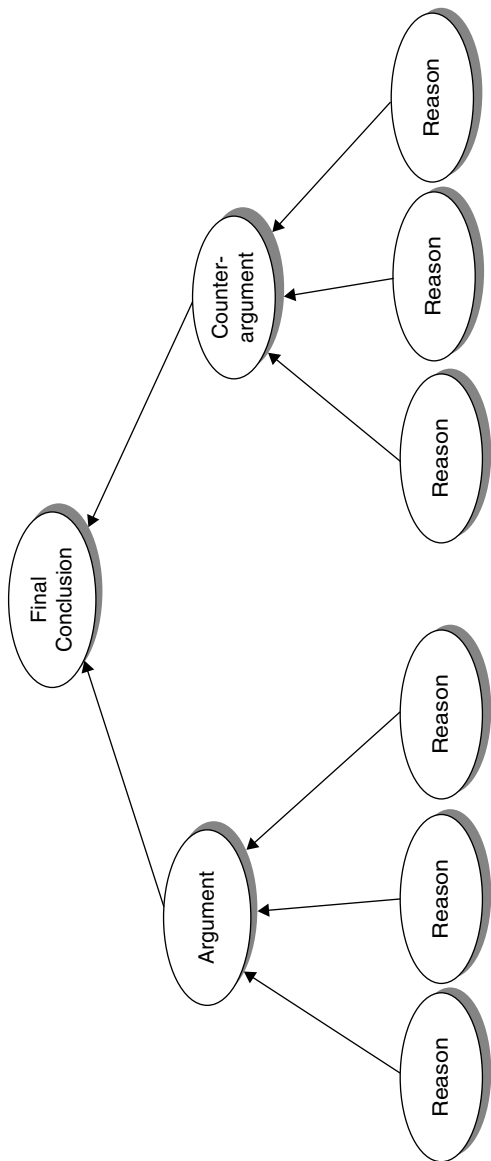 Final
Conclusion
Argument
Counter-
argument
Reason
Reason
Reason
Reason
Reason
Reason